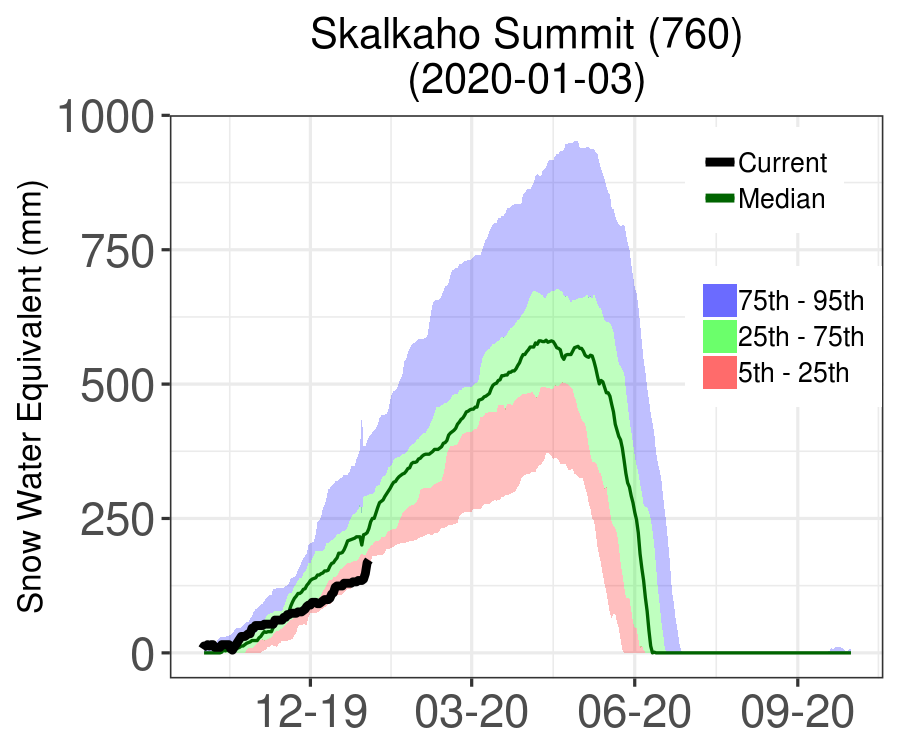 Skalkaho Summit (760)
(2020-01-03)
Snow Water Equivalent (mm)
1000
750
500
250
0
Current
Median
75th - 95th
25th - 75th
5th - 25th
12-19
03-20
06-20
09-20